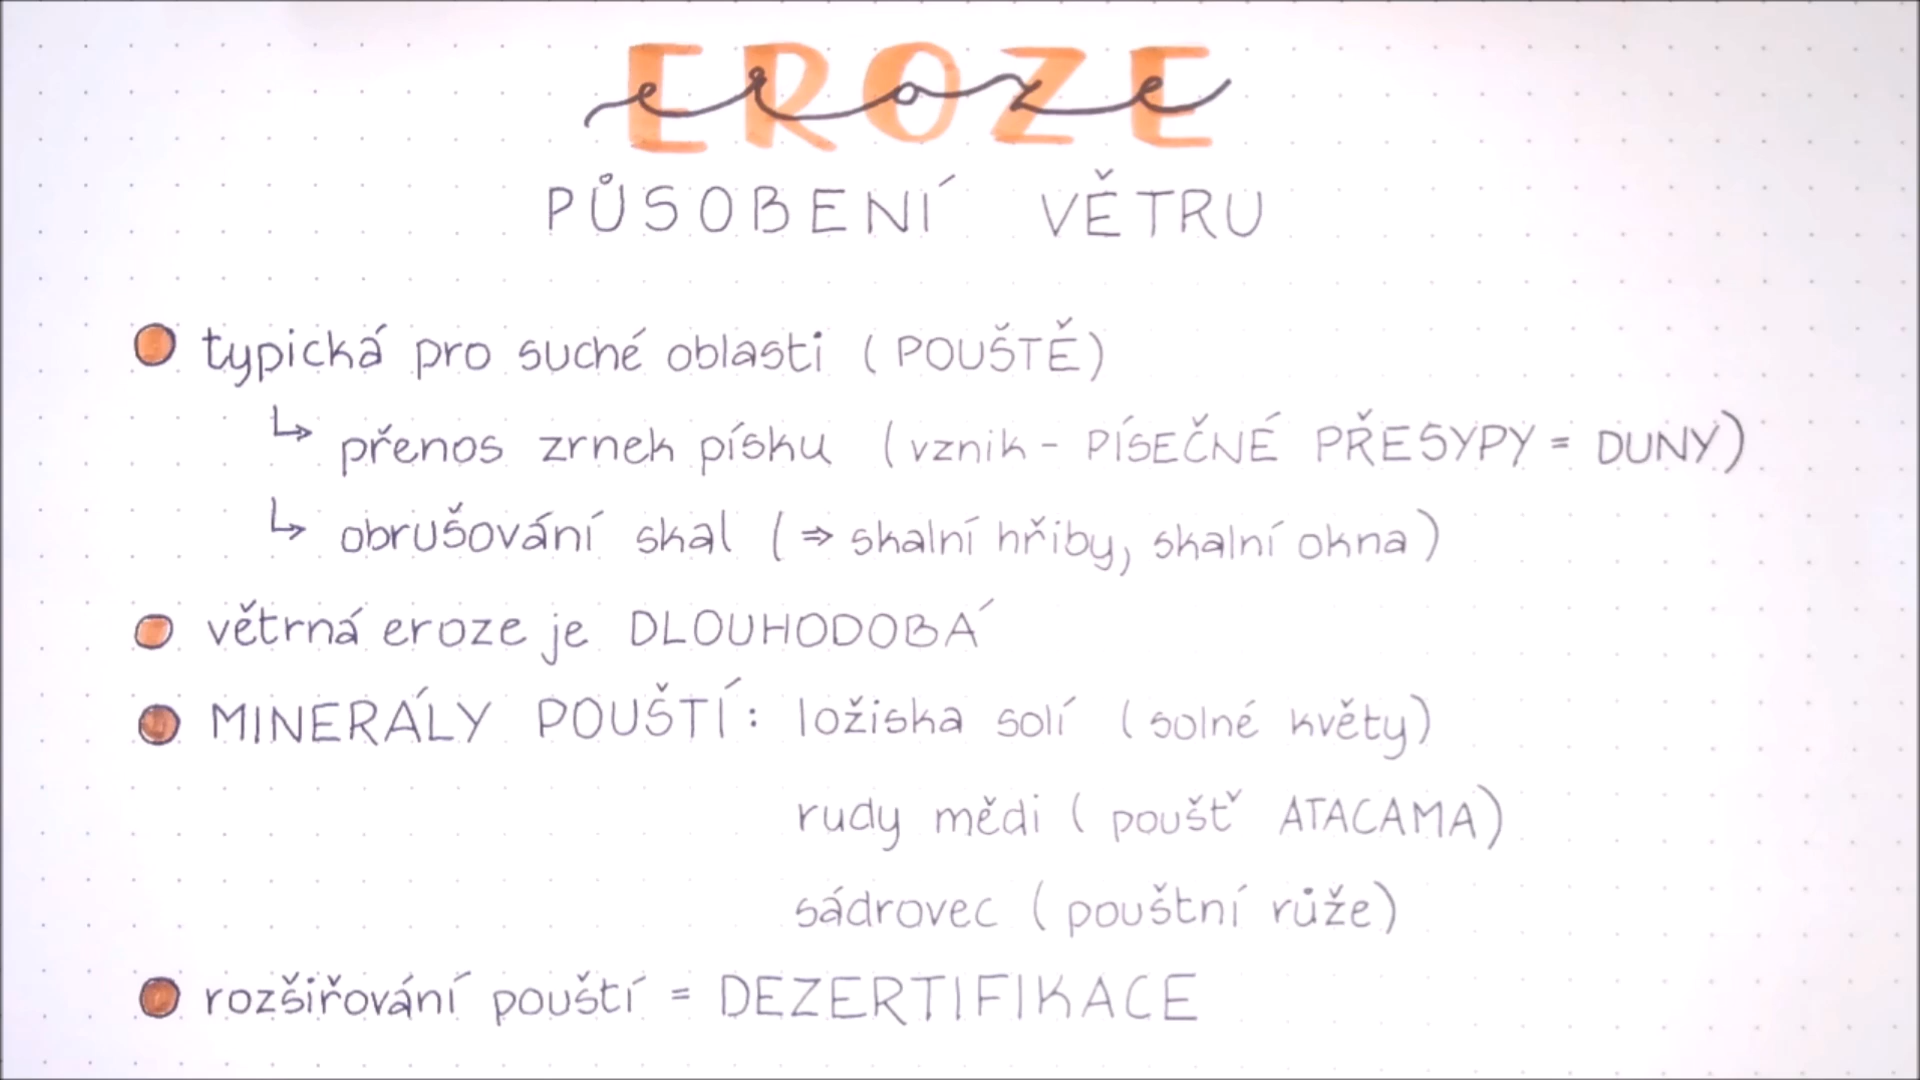 EROZE
eroze
PŮSOBENÍ VĚTRU
typická pro suché oblasti (POUŠTĚ)
↳ přenos zrnek písku (vznik - PÍSEČNÉ PŘESYPY = DUNY)
↳ obrušování skal (⇒ skalní hřiby, skalní okna)
větrná eroze je DLOUHODOBÁ
MINERÁLY POUŠTÍ: ložiska solí (solné květy)
rudy mědi (poušť ATACAMA)
sádrovec (pouštní růže)
rozšiřování pouští = DEZERTIFIKACE